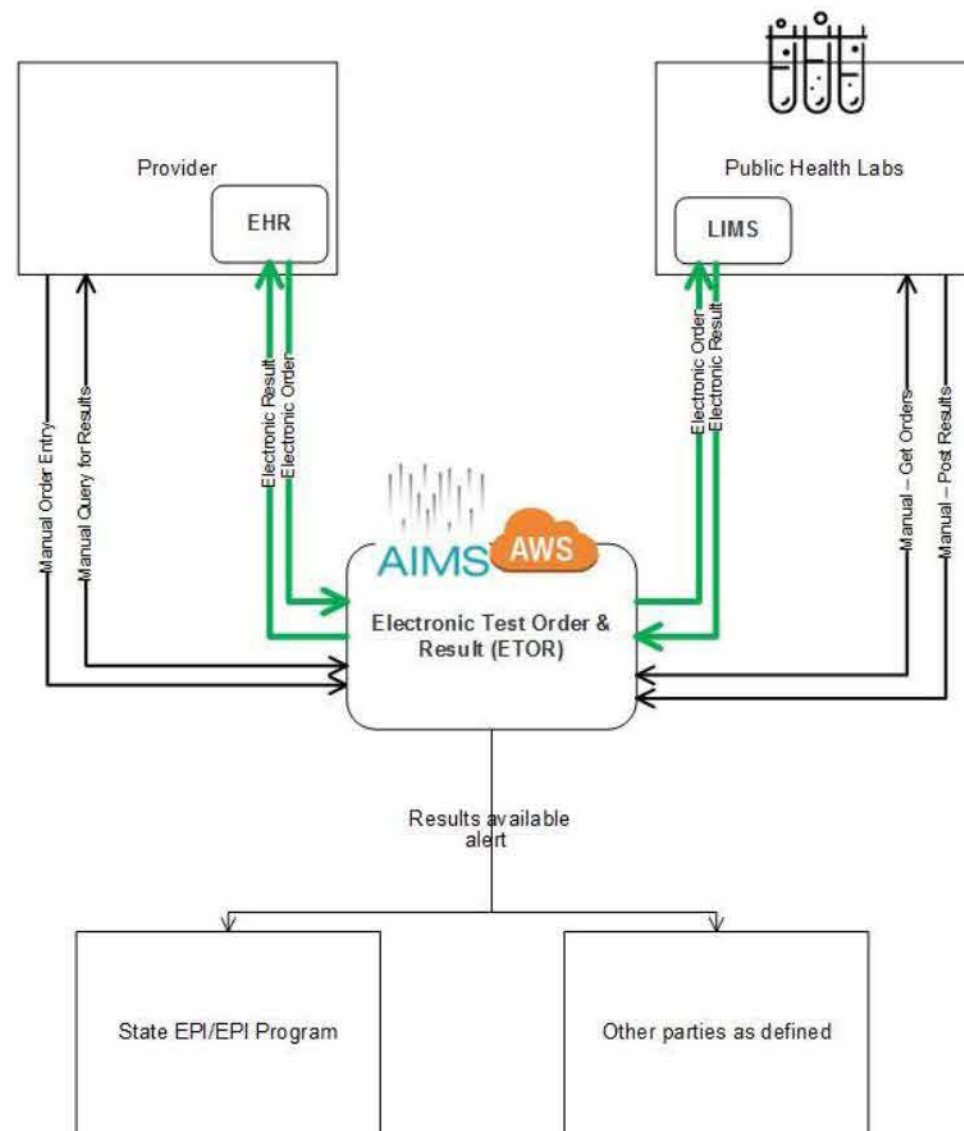 Provider
Public Health Labs
EHR
LIMS
Manual Order Entry
Manual Query for Results
Electronic Result
Electronic Order
Electronic Order
Electronic Result
Manual – Get Orders
Manual – Post Results
AIMS
AWS
Electronic Test Order &
Result (ETOR)
Results available
alert
State EPI/EPI Program
Other parties as defined